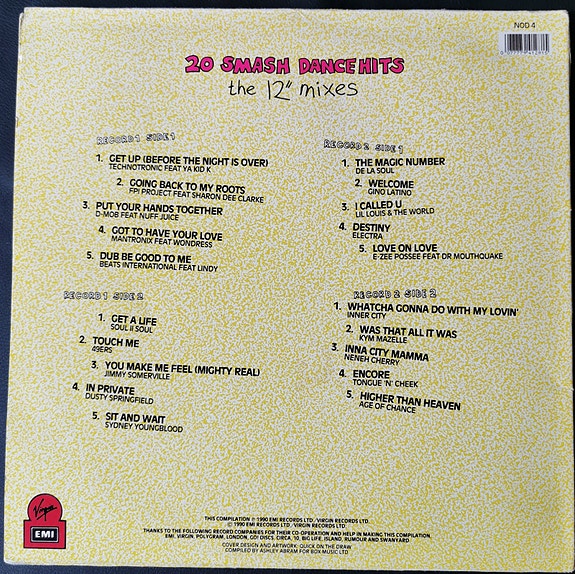 NOD 4
20 SMASH DANCE HITS
the 12" mixes
RECORD 1 SIDE 1
1. GET UP (BEFORE THE NIGHT IS OVER)
TECHNOTRONIC FEAT YA KID K
2. GOING BACK TO MY ROOTS
FPI PROJECT FEAT SHARON DEE CLARKE
3. PUT YOUR HANDS TOGETHER
D-MOB FEAT NUFF JUICE
4. GOT TO HAVE YOUR LOVE
MANTRONIX FEAT WONDRESS
5. DUB BE GOOD TO ME
BEATS INTERNATIONAL FEAT LINDY
RECORD 1 SIDE 2
1. GET A LIFE
SOUL II SOUL
2. TOUCH ME
49ERS
3. YOU MAKE ME FEEL (MIGHTY REAL)
JIMMY SOMERVILLE
4. IN PRIVATE
DUSTY SPRINGFIELD
5. SIT AND WAIT
SYDNEY YOUNGBLOOD
RECORD 2 SIDE 1
1. THE MAGIC NUMBER
DE LA SOUL
2. WELCOME
GINO LATINO
3. I CALLED U
LIL LOUIS & THE WORLD
4. DESTINY
ELECTRA
5. LOVE ON LOVE
E-ZEE POSSEE FEAT DR MOUTHQUAKE
RECORD 2 SIDE 2
1. WHATCHA GONNA DO WITH MY LOVIN'
INNER CITY
2. WAS THAT ALL IT WAS
KYM MAZELLE
3. INNA CITY MAMMA
NENEH CHERRY
4. ENCORE
TONGUE 'N' CHEEK
5. HIGHER THAN HEAVEN
AGE OF CHANCE
Virgin
EMI
THIS COMPILATION ℗ 1990 EMI RECORDS LTD./VIRGIN RECORDS LTD.
© 1990 EMI RECORDS LTD./VIRGIN RECORDS LTD.
THANKS TO THE FOLLOWING RECORD COMPANIES FOR THEIR CO-OPERATION AND HELP IN MAKING THIS COMPILATION.
EMI, VIRGIN, POLYGRAM, LONDON, GO! DISCS, CIRCA, 10, BIG LIFE, ISLAND, RUMOUR AND SWANYARD.
COVER DESIGN AND ARTWORK: QUICK ON THE DRAW
COMPILED BY ASHLEY ABRAM FOR BOX MUSIC LTD